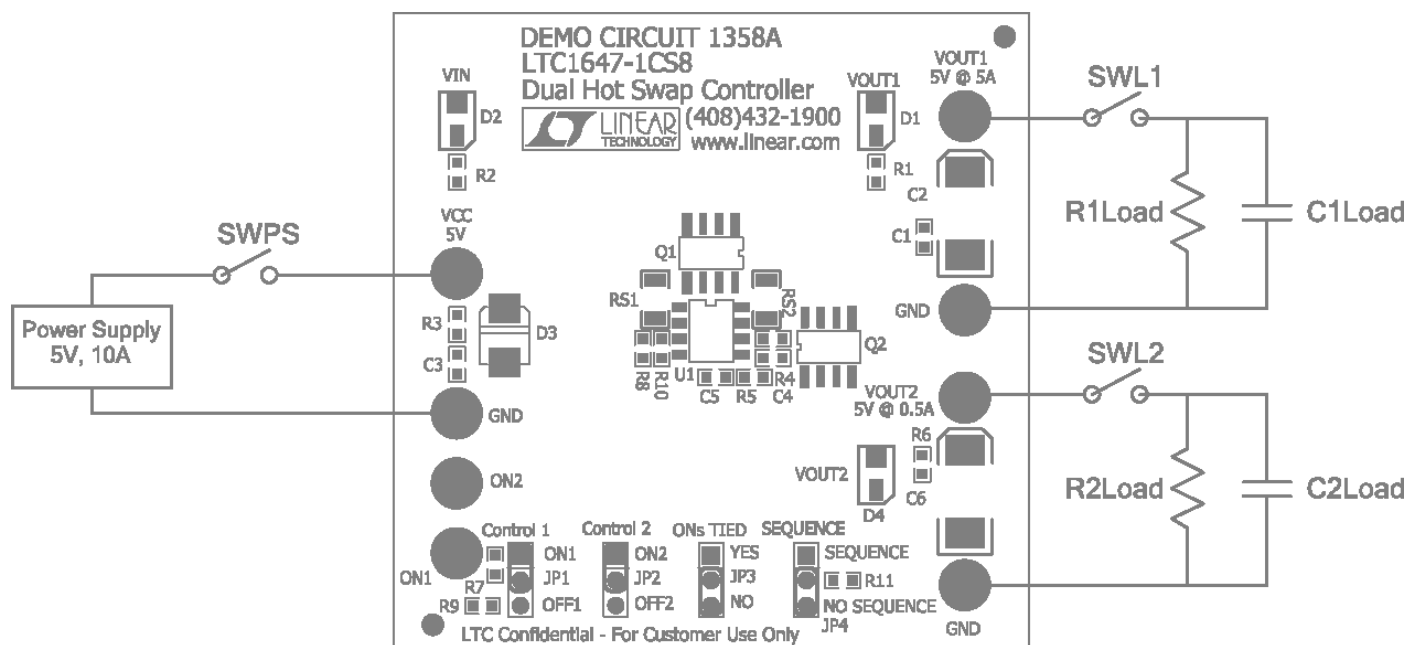 DEMO CIRCUIT 1358A
LTC1647-1CS8
Dual Hot Swap Controller
LINEAR
TECHNOLOGY
(408)432-1900
www.linear.com
VIN
D2
R2
VOUT1
D1
R1
VOUT1
5V @ 5A
C2
C1
GND
SWL1
R1Load
C1Load
SWPS
Power Supply
5V, 10A
VCC
5V
R3
C3
D3
GND
ON2
ON1
Q1
RS1
RS2
Q2
R8
R10
U1
C5
R5
C4
R4
VOUT2
5V @ 0.5A
R6
C6
VOUT2
D4
GND
SWL2
R2Load
C2Load
Control 1
ON1
JP1
OFF1
R7
R9
Control 2
ON2
JP2
OFF2
ONs TIED
YES
JP3
NO
SEQUENCE
SEQUENCE
R11
NO SEQUENCE
JP4
LTC Confidential - For Customer Use Only